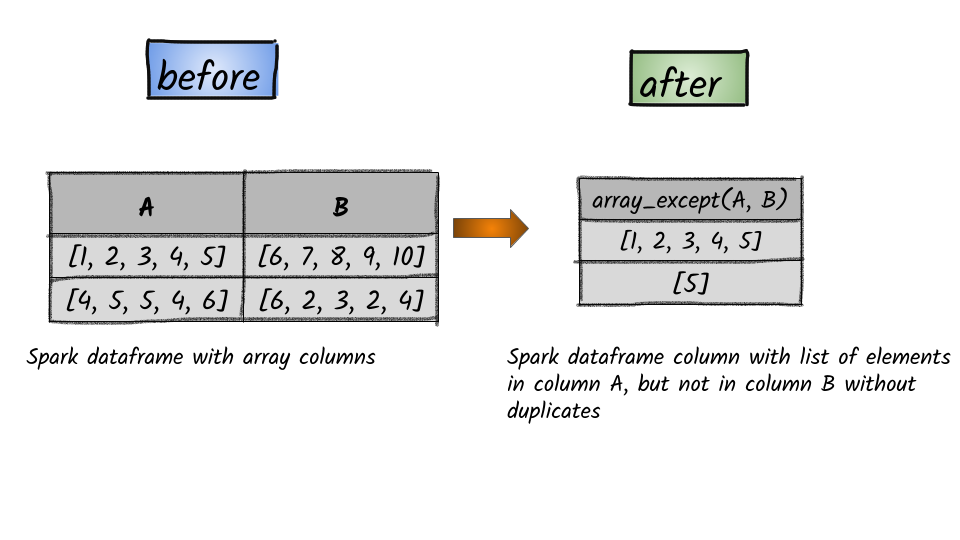 before
after
A B
[1, 2, 3, 4, 5] [6, 7, 8, 9, 10]
[4, 5, 5, 4, 6] [6, 2, 3, 2, 4]
Spark dataframe with array columns
array_except(A, B)
[1, 2, 3, 4, 5]
[5]
Spark dataframe column with list of elements
in column A, but not in column B without
duplicates